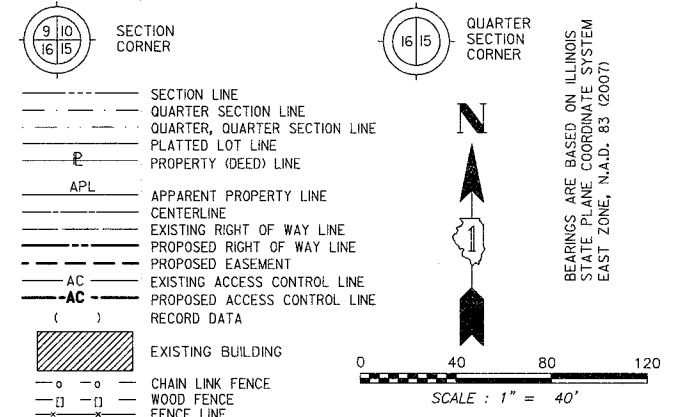 9 10
16 15
SECTION
CORNER
16 15
QUARTER
SECTION
CORNER
SECTION LINE
QUARTER SECTION LINE
QUARTER, QUARTER SECTION LINE
PLATTED LOT LINE
PL PROPERTY (DEED) LINE
APL APPARENT PROPERTY LINE
CENTERLINE
EXISTING RIGHT OF WAY LINE
PROPOSED RIGHT OF WAY LINE
PROPOSED EASEMENT
AC EXISTING ACCESS CONTROL LINE
AC PROPOSED ACCESS CONTROL LINE
( ) RECORD DATA
EXISTING BUILDING
CHAIN LINK FENCE
WOOD FENCE
FENCE LINE
N
1
BEARINGS ARE BASED ON ILLINOIS
STATE PLANE COORDINATE SYSTEM
EAST ZONE, N.A.D. 83 (2007)
0 40 80 120
SCALE : 1" = 40'